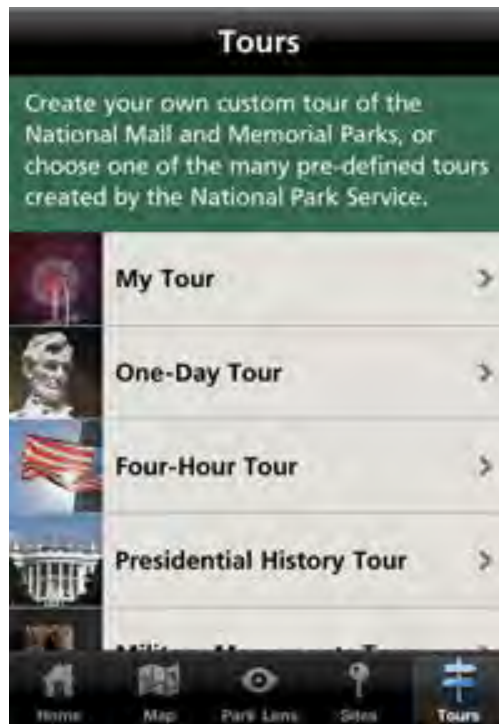 Tours
Create your own custom tour of the
National Mall and Memorial Parks, or
choose one of the many pre-defined tours
created by the National Park Service.
My Tour
One-Day Tour
Four-Hour Tour
Presidential History Tour
Home
Map
Park Lens
Sites
Tours